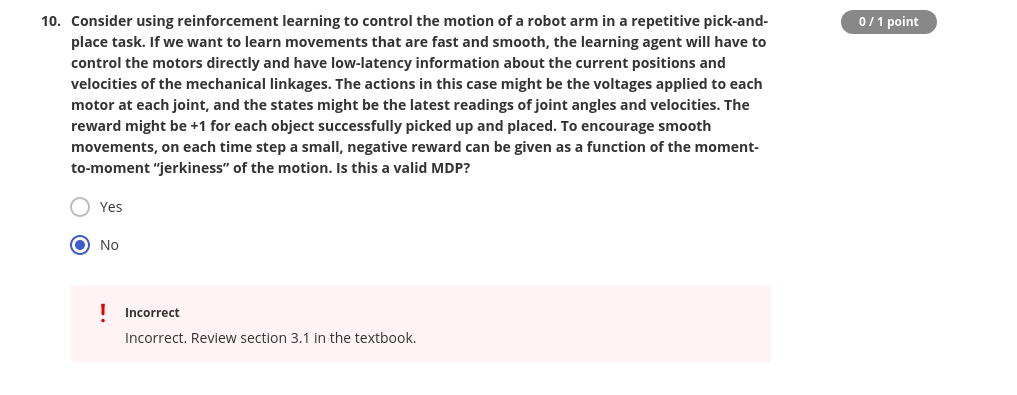 10. Consider using reinforcement learning to control the motion of a robot arm in a repetitive pick-and-
0 / 1 point
place task. If we want to learn movements that are fast and smooth, the learning agent will have to
control the motors directly and have low-latency information about the current positions and
velocities of the mechanical linkages. The actions in this case might be the voltages applied to each
motor at each joint, and the states might be the latest readings of joint angles and velocities. The
reward might be +1 for each object successfully picked up and placed. To encourage smooth
movements, on each time step a small, negative reward can be given as a function of the moment-
to-moment “jerkiness” of the motion. Is this a valid MDP?
Yes
No
! Incorrect
Incorrect. Review section 3.1 in the textbook.